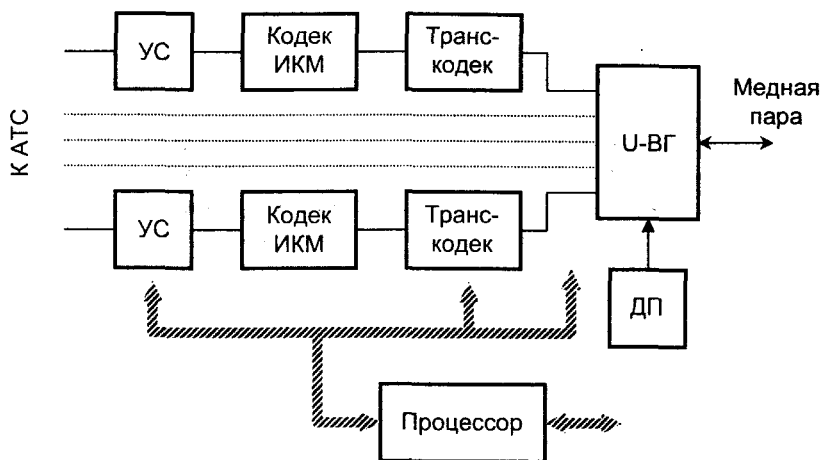 УС
Кодек
ИКМ
Транс-
кодек
К АТС
U-ВГ
Медная
пара
УС
Кодек
ИКМ
Транс-
кодек
ДП
Процессор